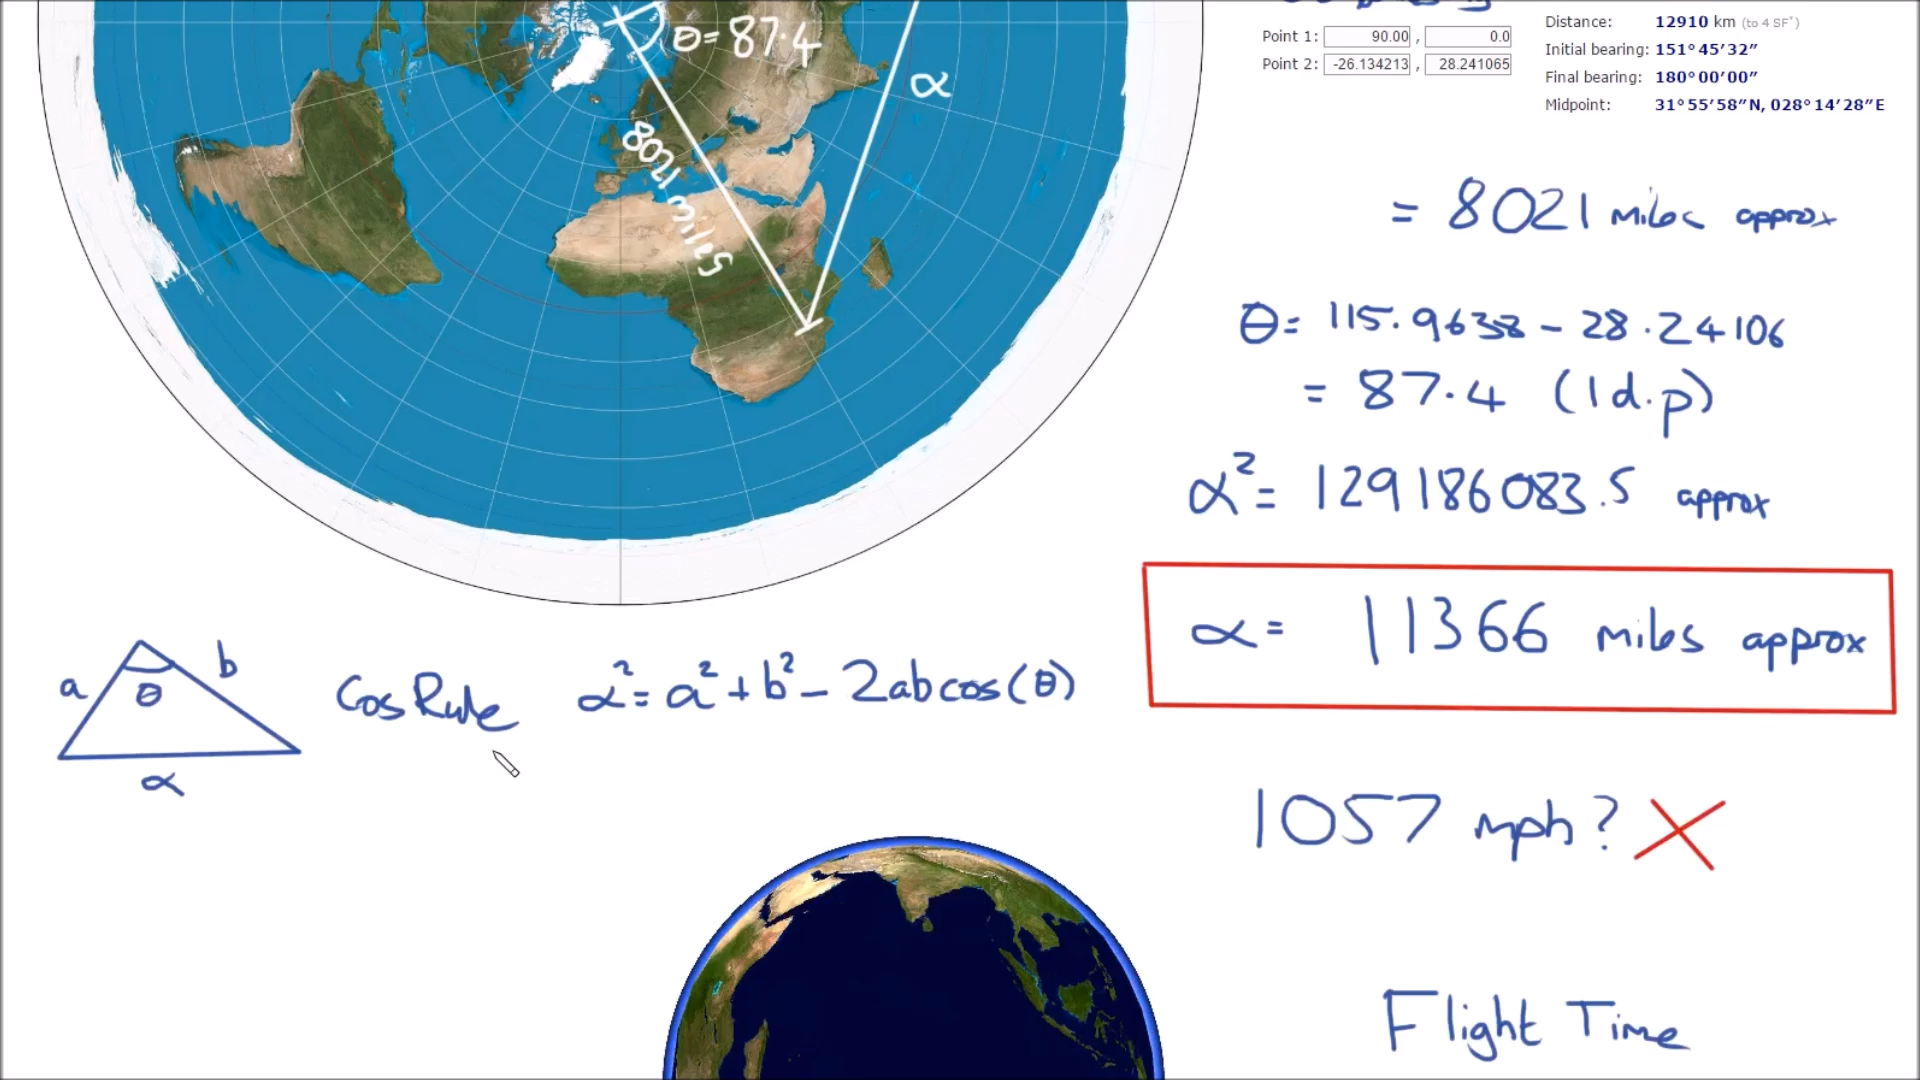 θ= 87.4
α
8021 miles
Distance: 12910 km (to 4 SF*)
Point 1: 90.00 , 0.0
Initial bearing: 151°45′32″
Point 2: -26.134213 , 28.241065
Final bearing: 180°00′00″
Midpoint: 31°55′58″N, 028°14′28″E
= 8021 miles approx
θ= 115.9638 - 28.24106
= 87.4 (1d.p)
α²= 129186083.5 approx
α= 11366 miles approx
a
θ
b
α
Cos Rule α²= a²+b²- 2abcos(θ)
1057 mph?
Flight Time